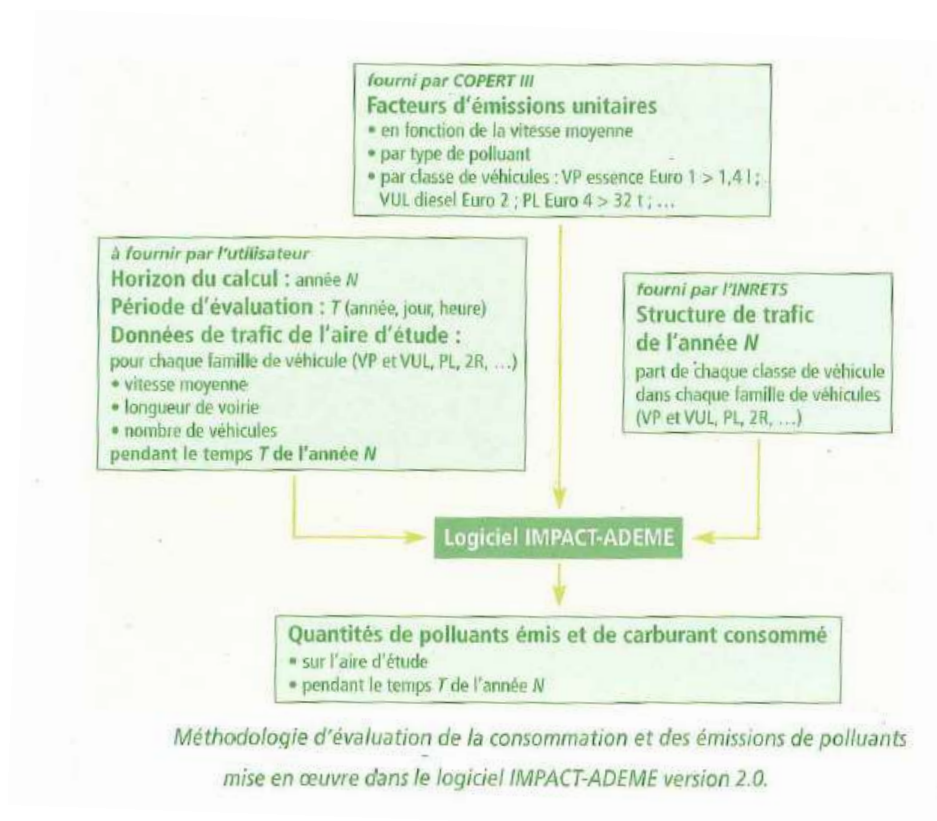 fourni par COPERT III
Facteurs d'émissions unitaires
• en fonction de la vitesse moyenne
• par type de polluant
• par classe de véhicules : VP essence Euro 1 > 1,4 l ;
VUL diesel Euro 2 ; PL Euro 4 > 32 t ; ...
à fournir par l'utilisateur
Horizon du calcul : année N
Période d'évaluation : T (année, jour, heure)
Données de trafic de l'aire d'étude :
pour chaque famille de véhicule (VP et VUL, PL, 2R, ...)
• vitesse moyenne
• longueur de voirie
• nombre de véhicules
pendant le temps T de l'année N
fourni par l'INRETS
Structure de trafic
de l'année N
part de chaque classe de véhicule
dans chaque famille de véhicules
(VP et VUL, PL, 2R, ...)
Logiciel IMPACT-ADEME
Quantités de polluants émis et de carburant consommé
• sur l'aire d'étude
• pendant le temps T de l'année N
Méthodologie d'évaluation de la consommation et des émissions de polluants
mise en œuvre dans le logiciel IMPACT-ADEME version 2.0.